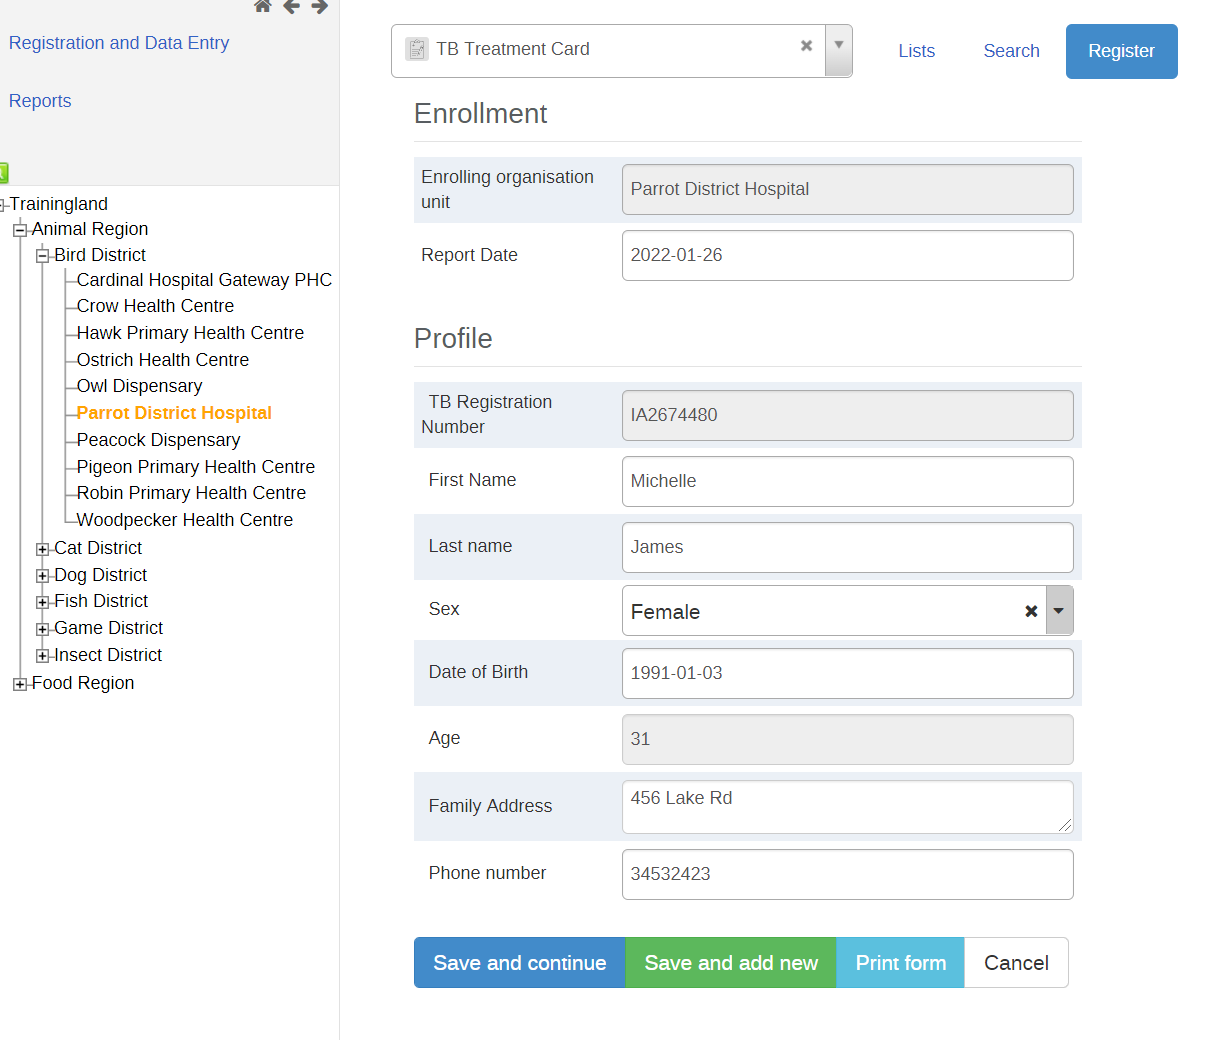 Registration and Data Entry
Reports
Trainingland
Animal Region
Bird District
Cardinal Hospital Gateway PHC
Crow Health Centre
Hawk Primary Health Centre
Ostrich Health Centre
Owl Dispensary
Parrot District Hospital
Peacock Dispensary
Pigeon Primary Health Centre
Robin Primary Health Centre
Woodpecker Health Centre
Cat District
Dog District
Fish District
Game District
Insect District
Food Region
TB Treatment Card
Lists
Search
Register
Enrollment
Enrolling organisation
unit
Parrot District Hospital
Report Date
2022-01-26
Profile
TB Registration
Number
IA2674480
First Name
Michelle
Last name
James
Sex
Female
Date of Birth
1991-01-03
Age
31
Family Address
456 Lake Rd
Phone number
34532423
Save and continue
Save and add new
Print form
Cancel